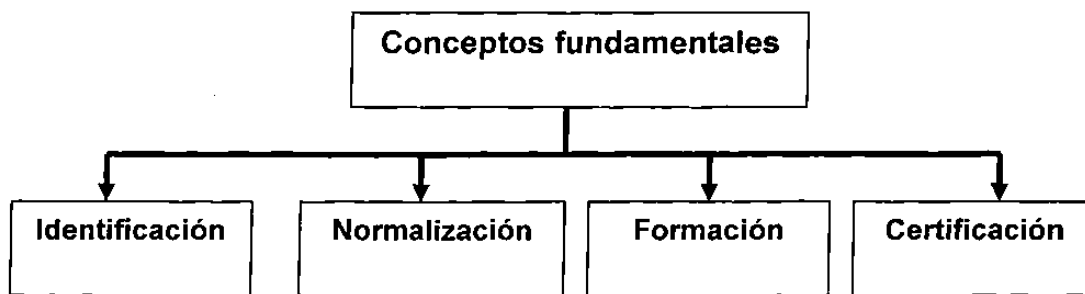 Conceptos fundamentales
Identificación
Normalización
Formación
Certificación